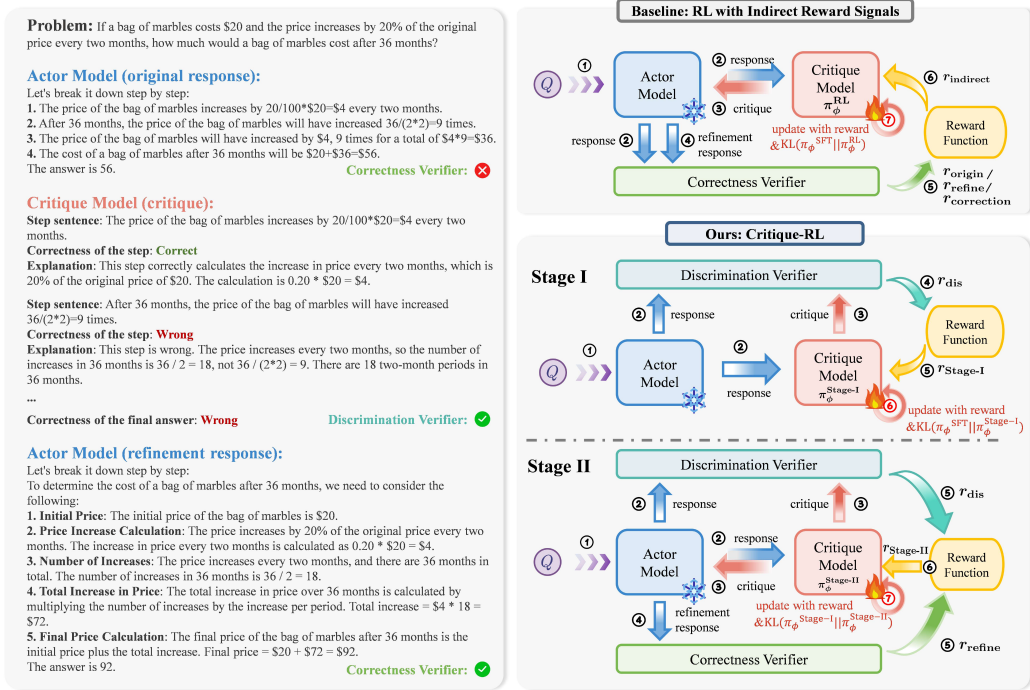 Problem: If a bag of marbles costs $20 and the price increases by 20% of the original
price every two months, how much would a bag of marbles cost after 36 months?
Actor Model (original response):
Let's break it down step by step:
1. The price of the bag of marbles increases by 20/100*$20=$4 every two months.
2. After 36 months, the price of the bag of marbles will have increased 36/(2*2)=9 times.
3. The price of the bag of marbles will have increased by $4, 9 times for a total of $4*9=$36.
4. The cost of a bag of marbles after 36 months will be $20+$36=$56.
The answer is 56.
Correctness Verifier:
Critique Model (critique):
Step sentence: The price of the bag of marbles increases by 20/100*$20=$4 every two
months.
Correctness of the step: Correct
Explanation: This step correctly calculates the increase in price every two months, which is
20% of the original price of $20. The calculation is 0.20 * $20 = $4.
Step sentence: After 36 months, the price of the bag of marbles will have increased
36/(2*2)=9 times.
Correctness of the step: Wrong
Explanation: This step is wrong. The price increases every two months, so the number of
increases in 36 months is 36 / 2 = 18, not 36 / (2*2) = 9. There are 18 two-month periods in
36 months.
...
Correctness of the final answer: Wrong
Discrimination Verifier:
Actor Model (refinement response):
Let's break it down step by step:
To determine the cost of a bag of marbles after 36 months, we need to consider the
following:
1. Initial Price: The initial price of the bag of marbles is $20.
2. Price Increase Calculation: The price increases by 20% of the original price every two
months. The increase in price every two months is calculated as 0.20 * $20 = $4.
3. Number of Increases: The price increases every two months, and there are 36 months in
total. The number of increases in 36 months is 36 / 2 = 18.
4. Total Increase in Price: The total increase in price over 36 months is calculated by
multiplying the number of increases by the increase per period. Total increase = $4 * 18 =
$72.
5. Final Price Calculation: The final price of the bag of marbles after 36 months is the
initial price plus the total increase. Final price = $20 + $72 = $92.
The answer is 92.
Correctness Verifier:
Baseline: RL with Indirect Reward Signals
Q
①
Actor
Model
② response
③ critique
Critique
Model
π_ϕ^RL
⑦
update with reward
&KL(π_ϕ^SFT||π_ϕ^RL)
⑥ r_indirect
Reward
Function
response ②
④ refinement
response
Correctness Verifier
r_origin /
r_refine/
⑤ r_correction
Ours: Critique-RL
Stage I
Discrimination Verifier
④ r_dis
② response
critique ③
Reward
Function
Q
①
Actor
Model
②
response
Critique
Model
π_ϕ^Stage-I
⑤ r_Stage-I
⑥
update with reward
&KL(π_ϕ^SFT||π_ϕ^Stage-I)
Stage II
Discrimination Verifier
⑤ r_dis
② response
critique ③
Q
①
Actor
Model
② response
③ critique
Critique
Model
π_ϕ^Stage-II
r_Stage-II
⑥
Reward
Function
⑦
update with reward
&KL(π_ϕ^Stage-I||π_ϕ^Stage-II)
④ refinement
response
Correctness Verifier
⑤ r_refine